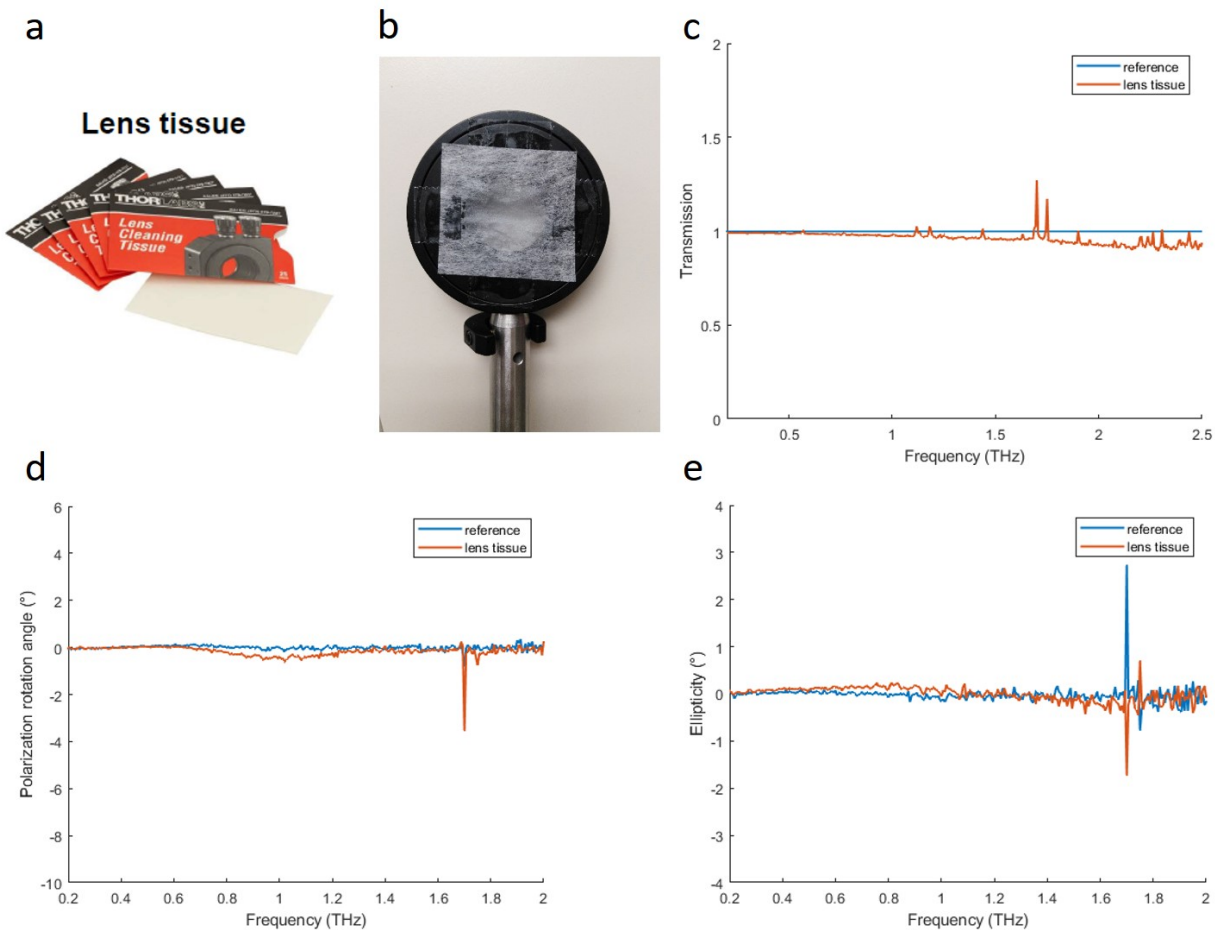 a
Lens tissue
THORLABS
Lens
Cleaning
Tissue
b
c
2
1.5
1
0.5
0
0.5
1
1.5
2
2.5
Transmission
Frequency (THz)
reference
lens tissue
d
6
4
2
0
-2
-4
-6
-8
-10
0.2
0.4
0.6
0.8
1
1.2
1.4
1.6
1.8
2
Polarization rotation angle (°)
Frequency (THz)
reference
lens tissue
e
4
3
2
1
0
-1
-2
-3
-4
0.2
0.4
0.6
0.8
1
1.2
1.4
1.6
1.8
2
Ellipticity (°)
Frequency (THz)
reference
lens tissue